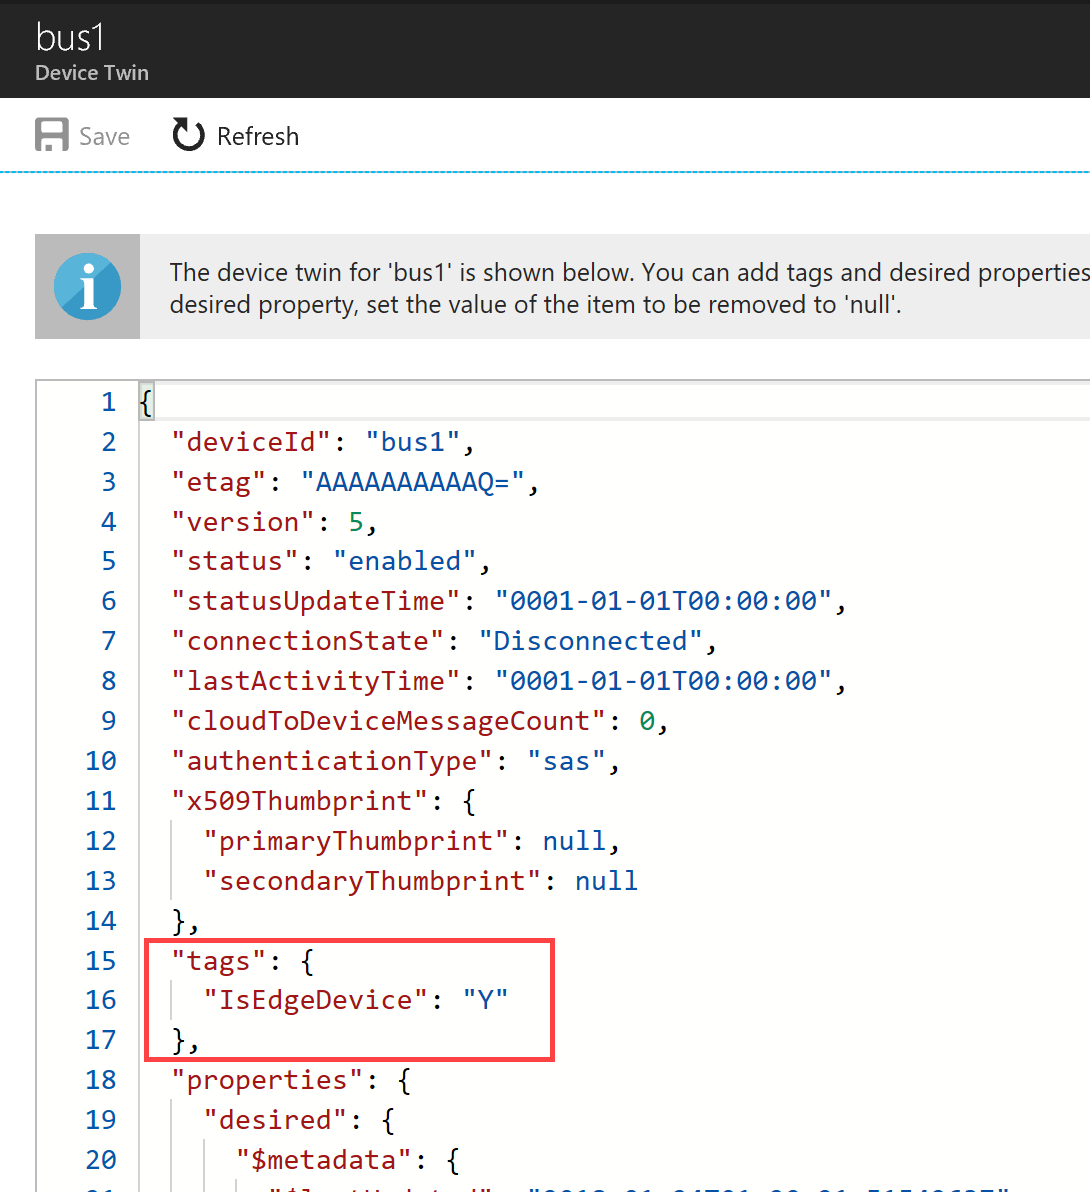 bus1
Device Twin
Save Refresh
The device twin for 'bus1' is shown below. You can add tags and desired properties
desired property, set the value of the item to be removed to 'null'.
1 {
2 "deviceId": "bus1",
3 "etag": "AAAAAAAAAAQ=",
4 "version": 5,
5 "status": "enabled",
6 "statusUpdateTime": "0001-01-01T00:00:00",
7 "connectionState": "Disconnected",
8 "lastActivityTime": "0001-01-01T00:00:00",
9 "cloudToDeviceMessageCount": 0,
10 "authenticationType": "sas",
11 "x509Thumbprint": {
12 "primaryThumbprint": null,
13 "secondaryThumbprint": null
14 },
15 "tags": {
16 "IsEdgeDevice": "Y"
17 },
18 "properties": {
19 "desired": {
20 "$metadata": {